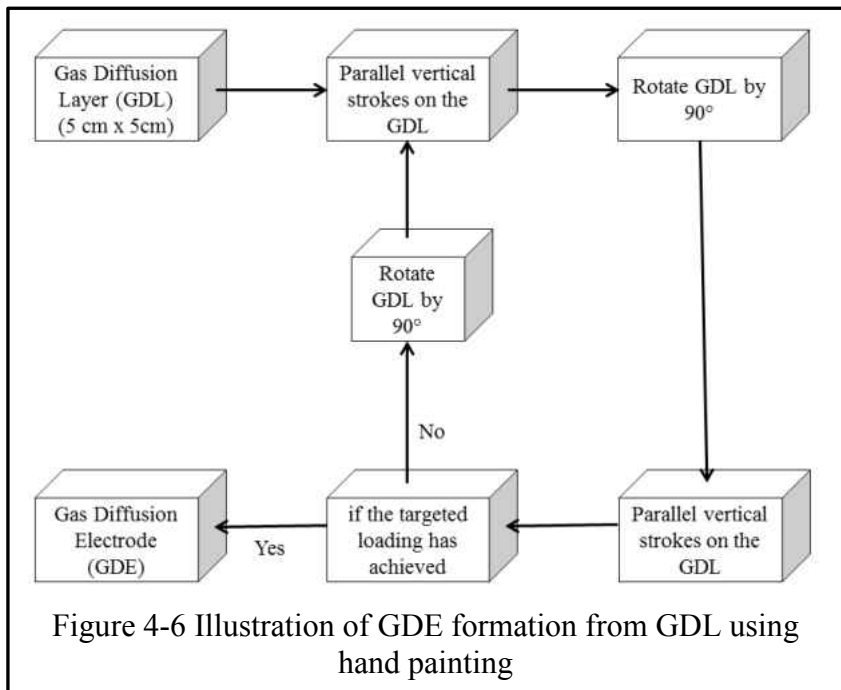 Gas Diffusion
Layer (GDL)
(5 cm x 5cm)
Parallel vertical
strokes on the
GDL
Rotate GDL by
90°
Rotate
GDL by
90°
No
Gas Diffusion
Electrode
(GDE)
Yes
if the targeted
loading has
achieved
Parallel vertical
strokes on the
GDL
Figure 4-6 Illustration of GDE formation from GDL using
hand painting